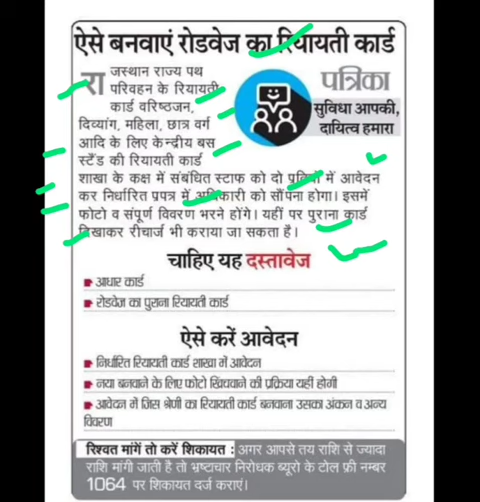 ऐसे बनवाएं रोडवेज का रियायती कार्ड
राजस्थान राज्य पथ
परिवहन के रियायती
कार्ड वरिष्ठजन,
दिव्यांग, महिला, छात्र वर्ग
आदि के लिए केन्द्रीय बस
स्टैंड की रियायती कार्ड
पत्रिका
सुविधा आपकी,
दायित्व हमारा
शाखा के कक्ष में संबंधित स्टाफ को दो प्रतियों में आवेदन
कर निर्धारित प्रपत्र में अधिकारी को सौंपना होगा। इसमें
फोटो व संपूर्ण विवरण भरने होंगे। यहीं पर पुराना कार्ड
दिखाकर रीचार्ज भी कराया जा सकता है।
चाहिए यह दस्तावेज
आधार कार्ड
रोडवेज का पुराना रियायती कार्ड
ऐसे करें आवेदन
निर्धारित रियायती कार्ड शाखा में आवेदन
नया बनवाने के लिए फोटो खिंचवाने की प्रक्रिया यहीं होगी
आवेदन में जिस श्रेणी का रियायती कार्ड बनवाना उसका अंकन व अन्य
विवरण
रिश्वत मांगें तो करें शिकायत : अगर आपसे तय राशि से ज्यादा
राशि मांगी जाती है तो भ्रष्टाचार निरोधक ब्यूरो के टोल फ्री नम्बर
1064 पर शिकायत दर्ज कराएं।